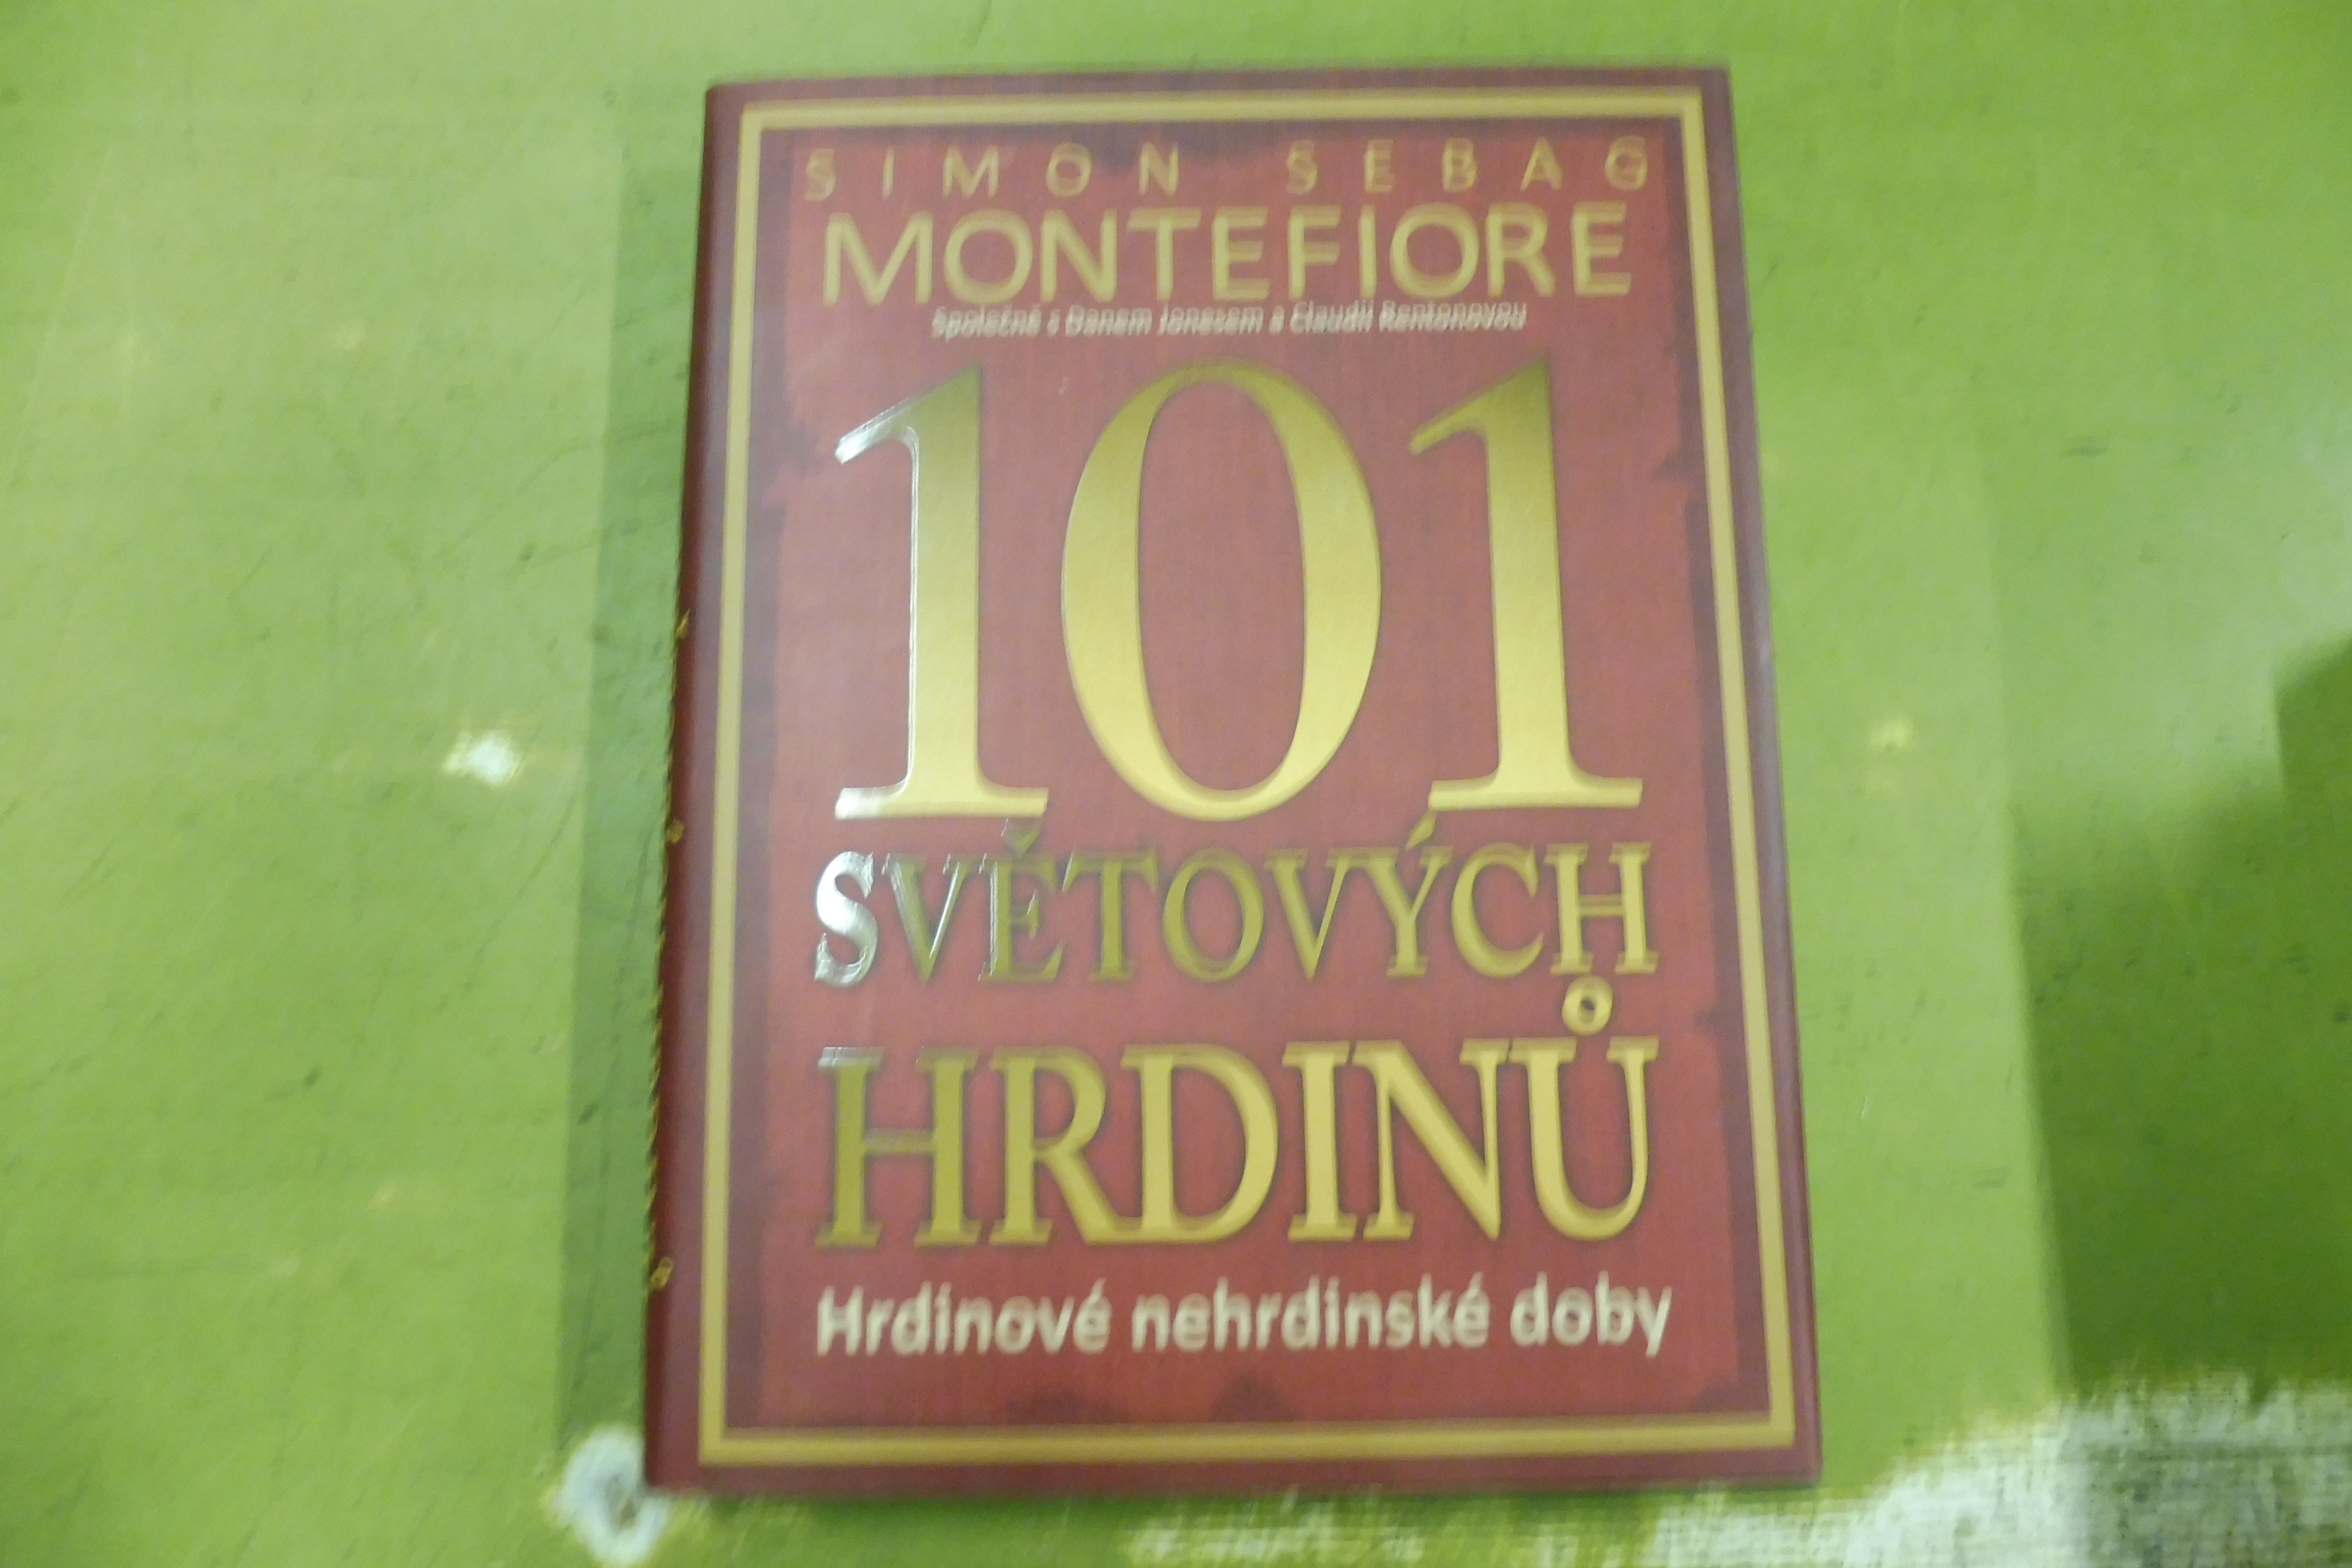 SIMON SEBAG
MONTEFIORE
Společně s Danem Jonesem a Claudií Rentonovou
101
SVĚTOVÝCH
HRDINŮ
Hrdinové nehrdinské doby